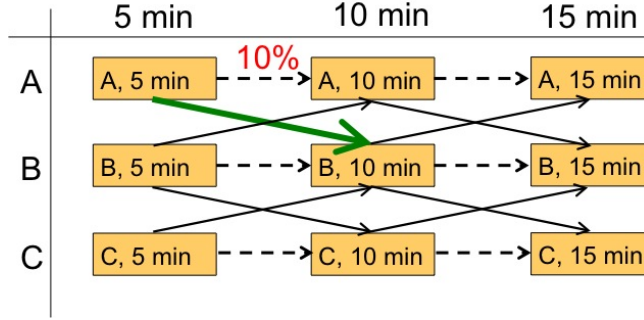 5 min 10 min 15 min
10%
A A, 5 min A, 10 min A, 15 min
B B, 5 min B, 10 min B, 15 min
C C, 5 min C, 10 min C, 15 min